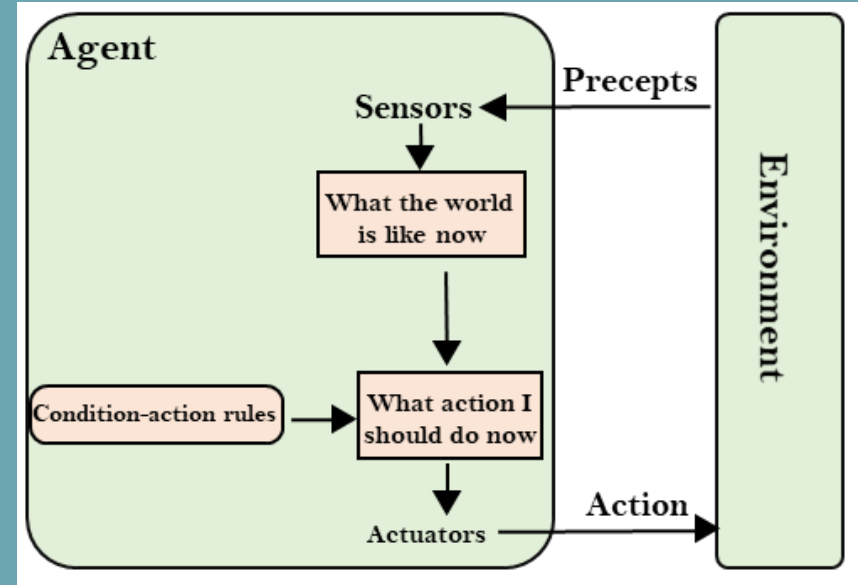 Agent
Precepts
Sensors
What the world
is like now
Environment
Condition-action rules
What action I
should do now
Action
Actuators